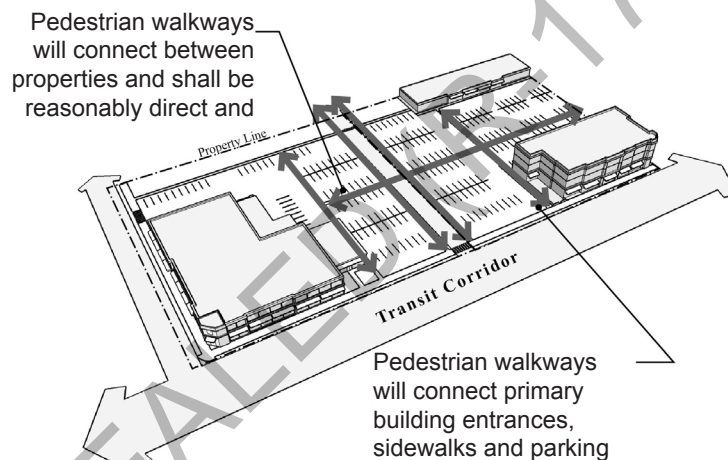 Pedestrian walkways
will connect between
properties and shall be
reasonably direct and
Property Line
Transit Corridor
Pedestrian walkways
will connect primary
building entrances,
sidewalks and parking